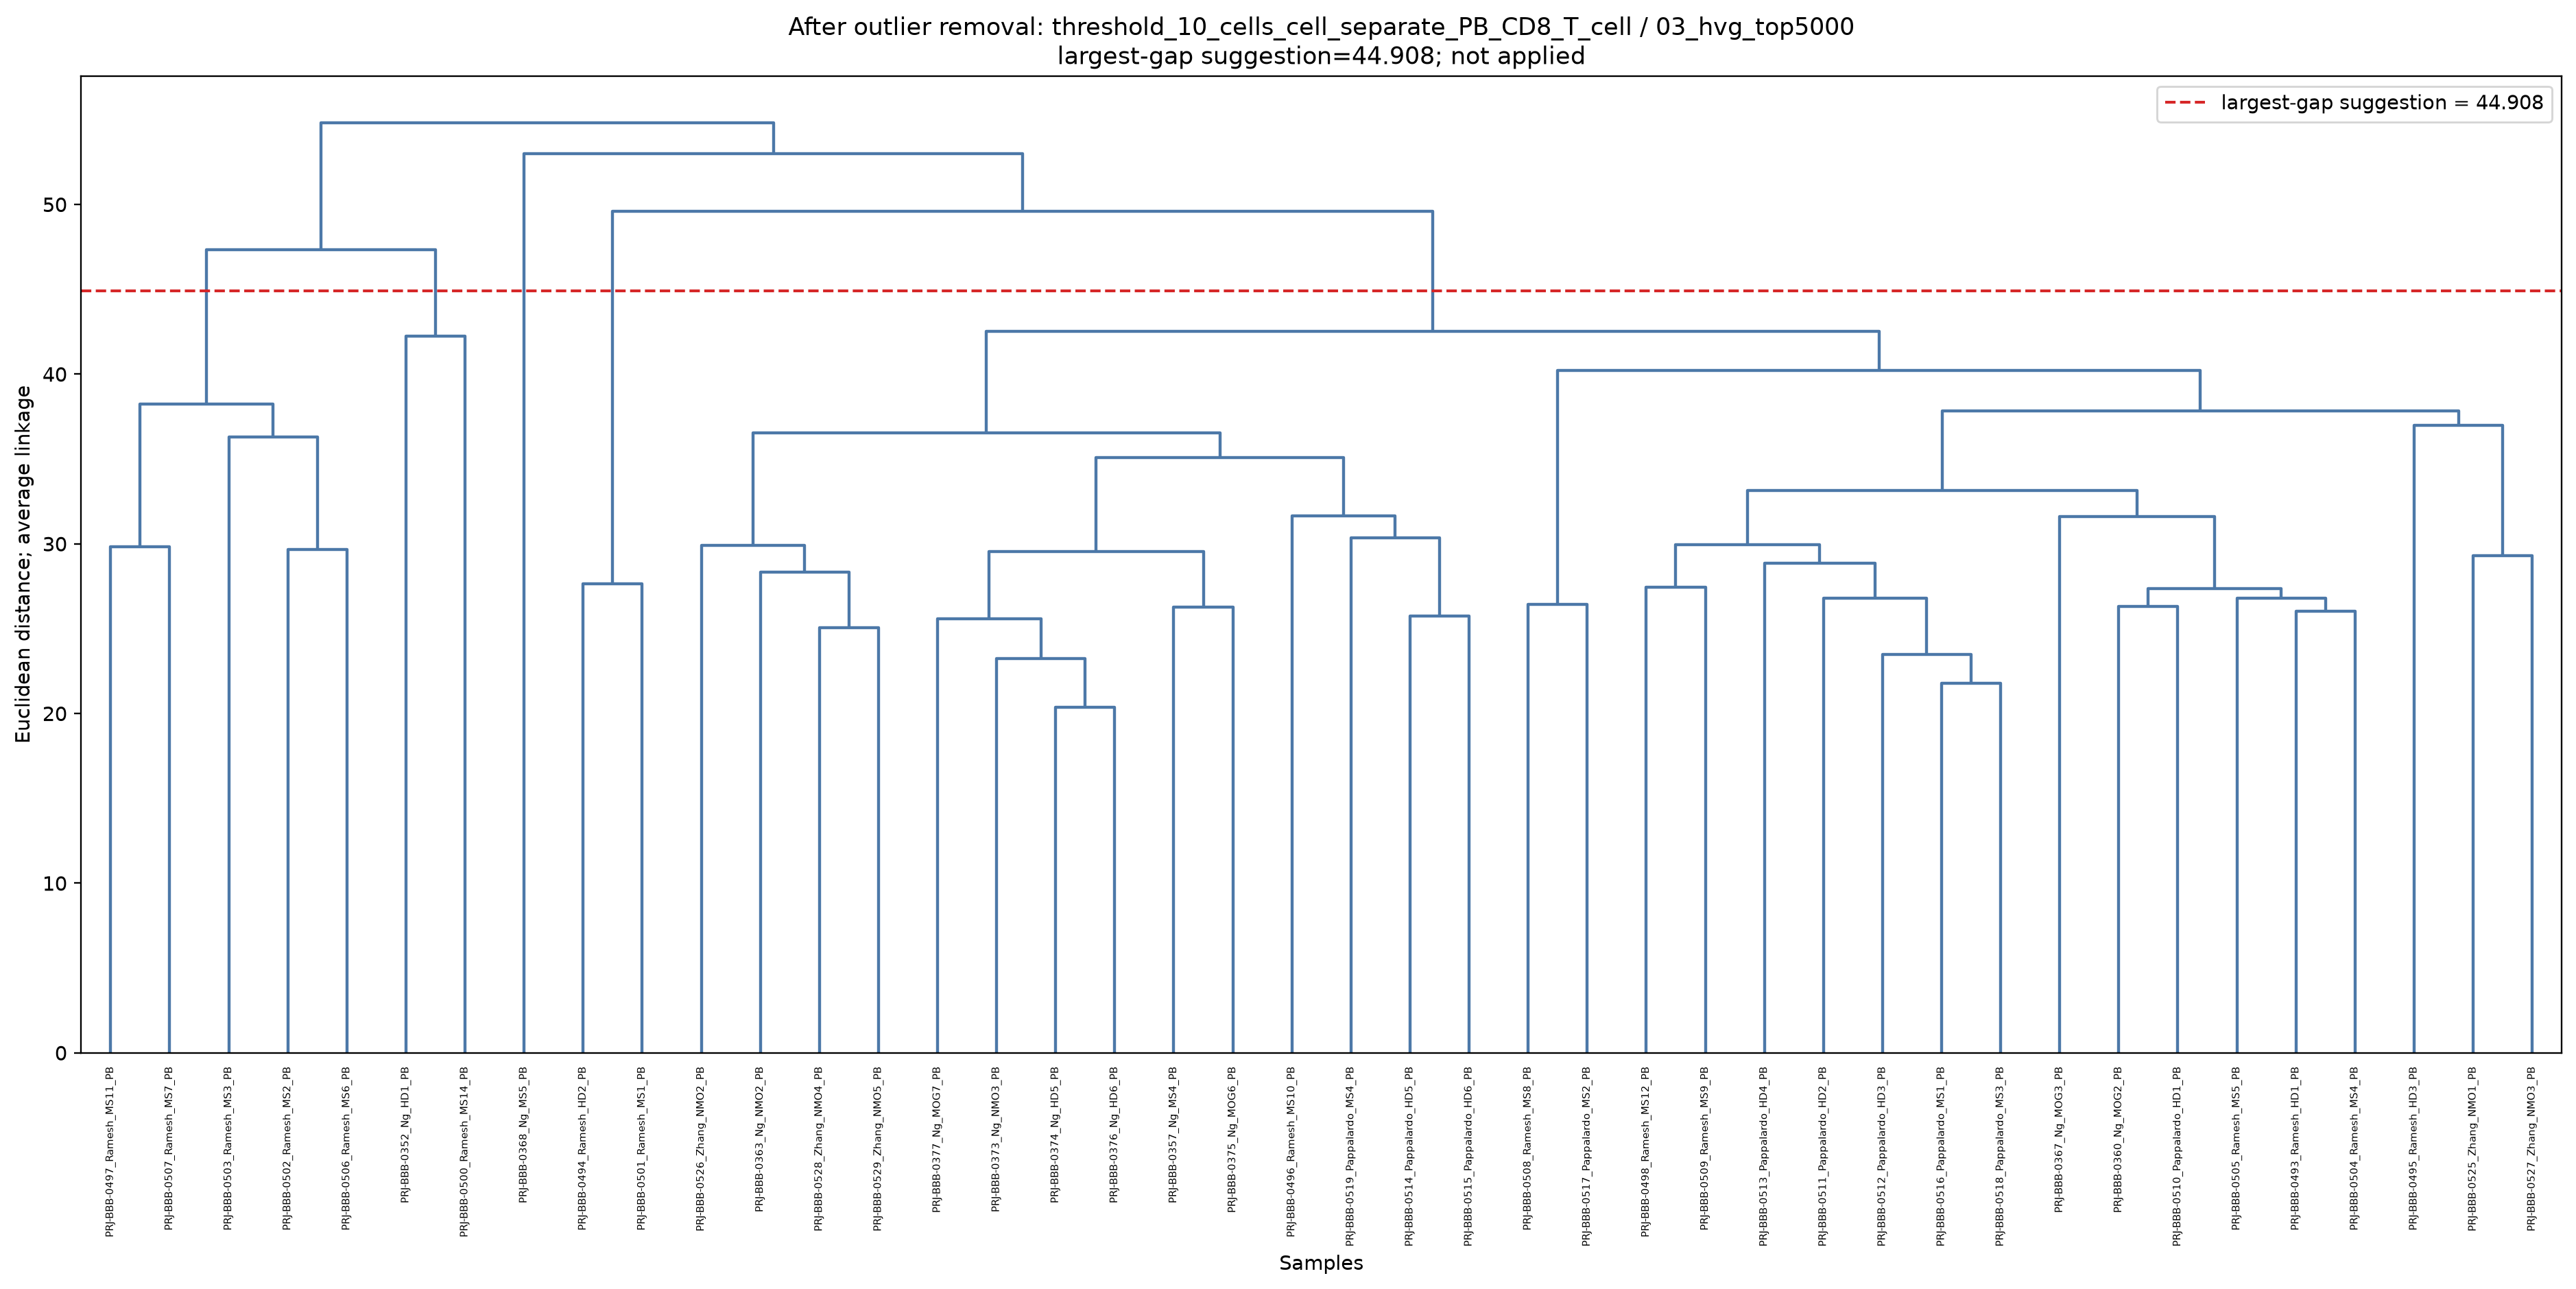 After outlier removal: threshold_10_cells_cell_separate_PB_CD8_T_cell / 03_hvg_top5000
largest-gap suggestion=44.908; not applied
largest-gap suggestion = 44.908
Euclidean distance; average linkage
50
40
30
20
10
0
PRJ-BBB-0497_Ramesh_MS11_PB
PRJ-BBB-0507_Ramesh_MS7_PB
PRJ-BBB-0503_Ramesh_MS3_PB
PRJ-BBB-0502_Ramesh_MS2_PB
PRJ-BBB-0506_Ramesh_MS6_PB
PRJ-BBB-0352_Ng_HD1_PB
PRJ-BBB-0500_Ramesh_MS14_PB
PRJ-BBB-0368_Ng_MS5_PB
PRJ-BBB-0494_Ramesh_HD2_PB
PRJ-BBB-0501_Ramesh_MS1_PB
PRJ-BBB-0526_Zhang_NMO2_PB
PRJ-BBB-0363_Ng_NMO2_PB
PRJ-BBB-0528_Zhang_NMO4_PB
PRJ-BBB-0529_Zhang_NMO5_PB
PRJ-BBB-0377_Ng_MOG7_PB
PRJ-BBB-0373_Ng_NMO3_PB
PRJ-BBB-0374_Ng_HD5_PB
PRJ-BBB-0376_Ng_HD6_PB
PRJ-BBB-0357_Ng_MS4_PB
PRJ-BBB-0375_Ng_MOG6_PB
PRJ-BBB-0496_Ramesh_MS10_PB
PRJ-BBB-0519_Pappalardo_MS4_PB
PRJ-BBB-0514_Pappalardo_HD5_PB
PRJ-BBB-0515_Pappalardo_HD6_PB
PRJ-BBB-0508_Ramesh_MS8_PB
PRJ-BBB-0517_Pappalardo_MS2_PB
PRJ-BBB-0498_Ramesh_MS12_PB
PRJ-BBB-0509_Ramesh_MS9_PB
PRJ-BBB-0513_Pappalardo_HD4_PB
PRJ-BBB-0511_Pappalardo_HD2_PB
PRJ-BBB-0512_Pappalardo_HD3_PB
PRJ-BBB-0516_Pappalardo_MS1_PB
PRJ-BBB-0518_Pappalardo_MS3_PB
PRJ-BBB-0367_Ng_MOG3_PB
PRJ-BBB-0360_Ng_MOG2_PB
PRJ-BBB-0510_Pappalardo_HD1_PB
PRJ-BBB-0505_Ramesh_MS5_PB
PRJ-BBB-0493_Ramesh_HD1_PB
PRJ-BBB-0504_Ramesh_MS4_PB
PRJ-BBB-0495_Ramesh_HD3_PB
PRJ-BBB-0525_Zhang_NMO1_PB
PRJ-BBB-0527_Zhang_NMO3_PB
Samples